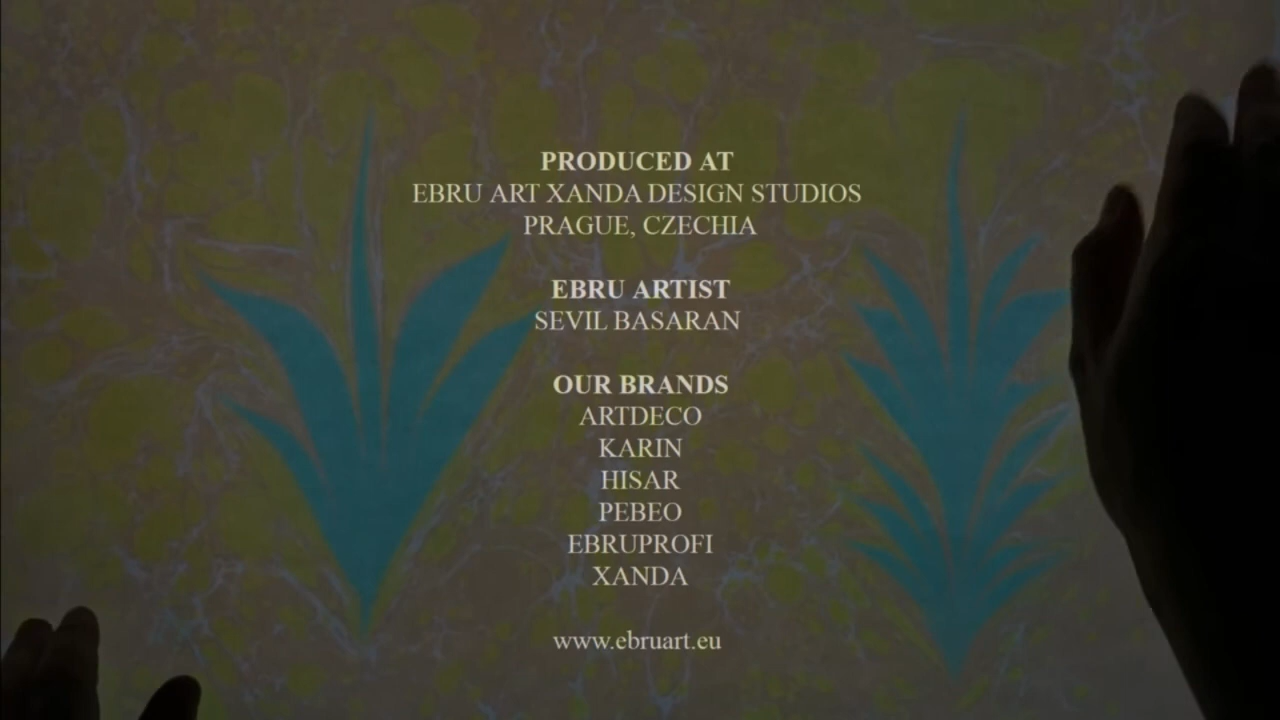 PRODUCED AT
EBRU ART XANDA DESIGN STUDIOS
PRAGUE, CZECHIA
EBRU ARTIST
SEVIL BASARAN
OUR BRANDS
ARTDECO
KARIN
HISAR
PEBEO
EBRUPROFI
XANDA
www.ebruart.eu